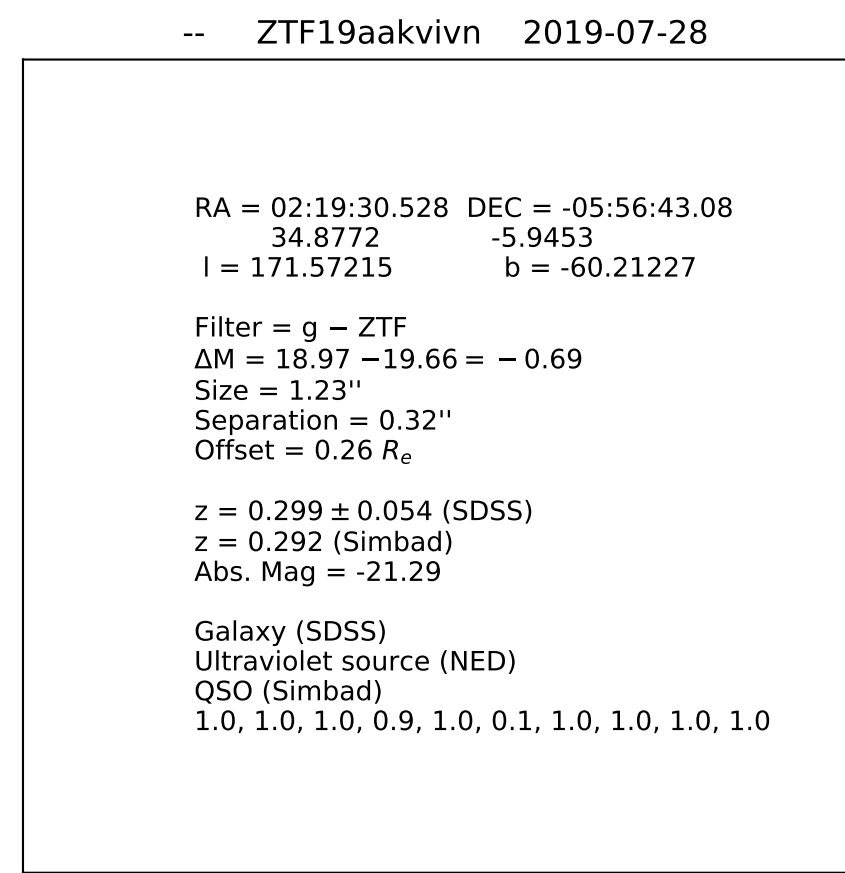 -- ZTF19aakvivn 2019-07-28
RA = 02:19:30.528 DEC = -05:56:43.08
34.8772 -5.9453
l = 171.57215 b = -60.21227
Filter = g − ZTF
ΔM = 18.97 −19.66 = − 0.69
Size = 1.23''
Separation = 0.32''
Offset = 0.26 Rₑ
z = 0.299 ± 0.054 (SDSS)
z = 0.292 (Simbad)
Abs. Mag = -21.29
Galaxy (SDSS)
Ultraviolet source (NED)
QSO (Simbad)
1.0, 1.0, 1.0, 0.9, 1.0, 0.1, 1.0, 1.0, 1.0, 1.0